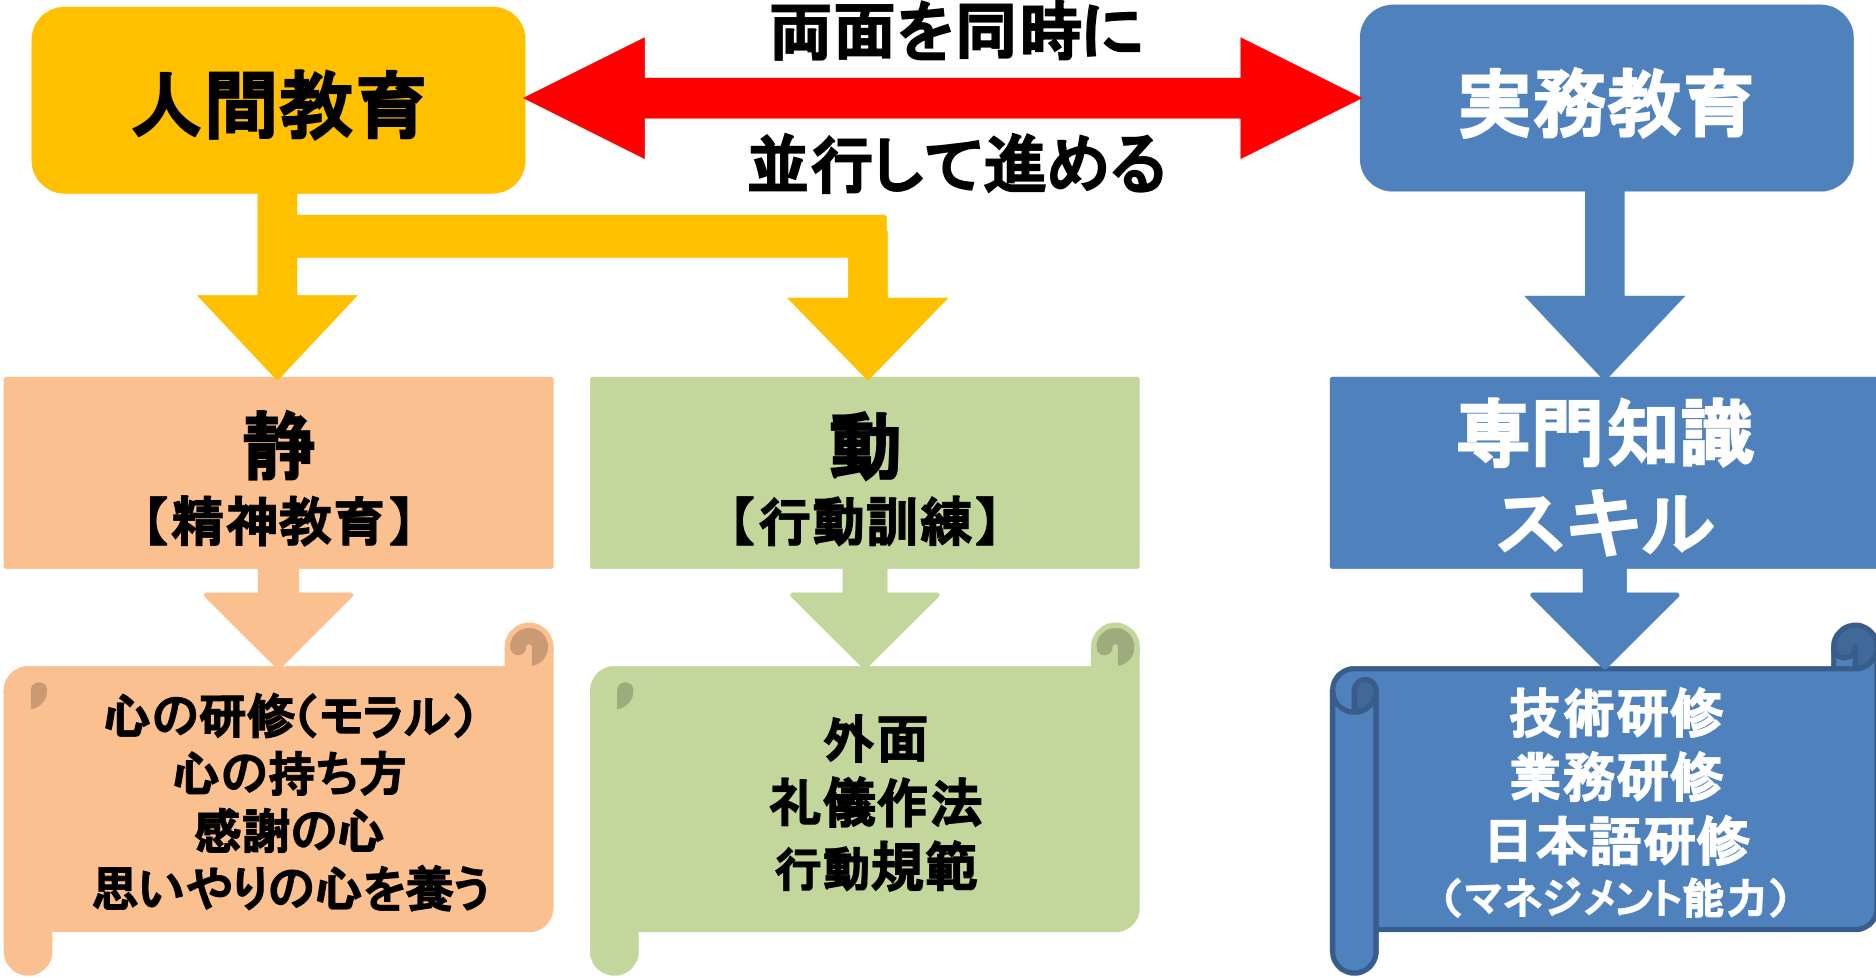 人間教育
両面を同時に
並行して進める
実務教育
静
【精神教育】
動
【行動訓練】
専門知識
スキル
心の研修(モラル)
心の持ち方
感謝の心
思いやりの心を養う
外面
礼儀作法
行動規範
技術研修
業務研修
日本語研修
(マネジメント能力)